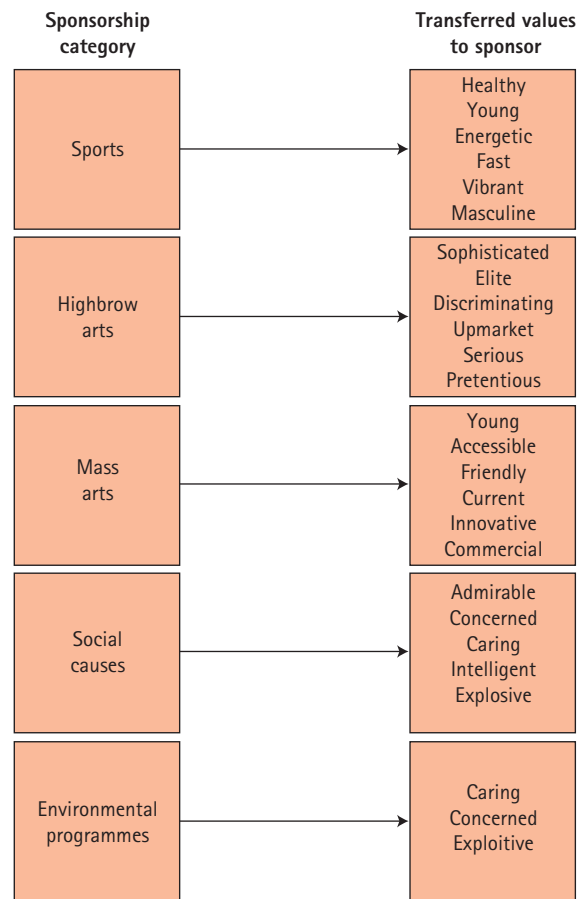 Sponsorship
category
Transferred values
to sponsor
Sports
Healthy
Young
Energetic
Fast
Vibrant
Masculine
Highbrow
arts
Sophisticated
Elite
Discriminating
Upmarket
Serious
Pretentious
Mass
arts
Young
Accessible
Friendly
Current
Innovative
Commercial
Social
causes
Admirable
Concerned
Caring
Intelligent
Explosive
Environmental
programmes
Caring
Concerned
Exploitive